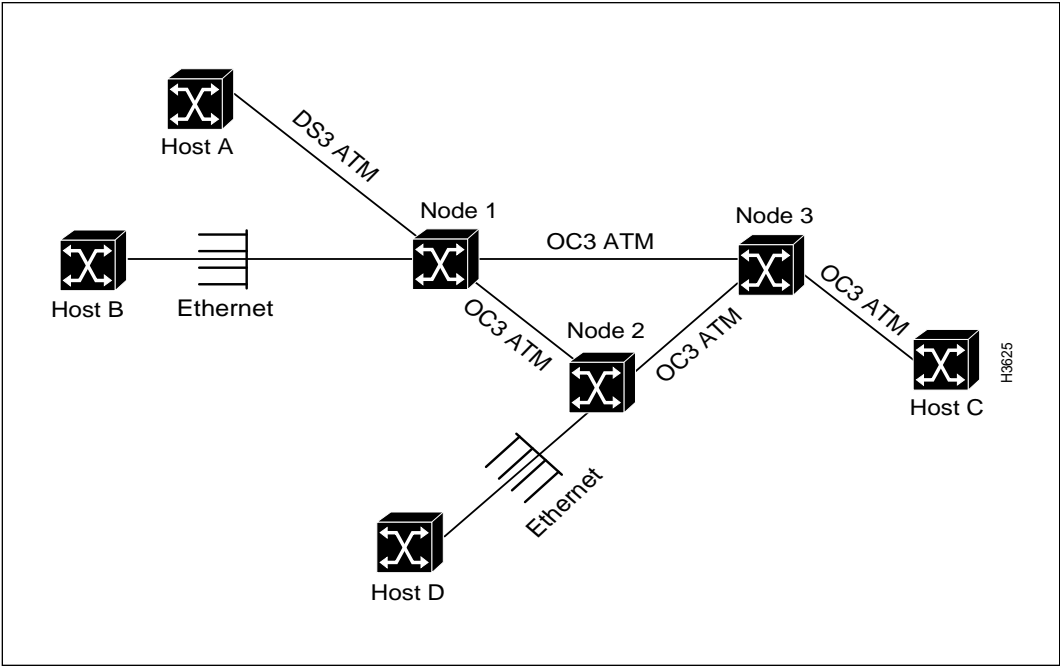 Host A
DS3 ATM
Node 1
Node 3
OC3 ATM
OC3 ATM
Host B
Ethernet
OC3 ATM
Node 2
OC3 ATM
H3625
Host C
Ethernet
Host D